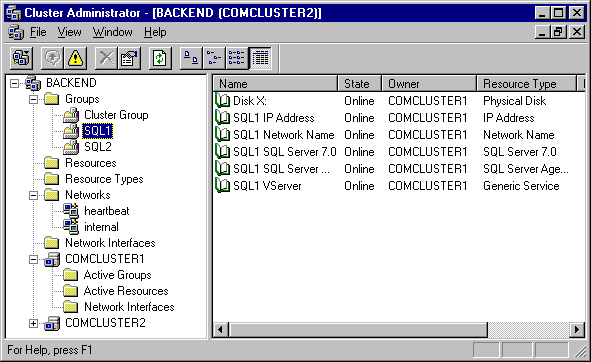 Cluster Administrator - [BACKEND (COMCLUSTER2)]
File View Window Help
BACKEND
Groups
Cluster Group
SQL1
SQL2
Resources
Resource Types
Networks
heartbeat
internal
Network Interfaces
COMCLUSTER1
Active Groups
Active Resources
Network Interfaces
COMCLUSTER2
Name State Owner Resource Type
Disk X: Online COMCLUSTER1 Physical Disk
SQL1 IP Address Online COMCLUSTER1 IP Address
SQL1 Network Name Online COMCLUSTER1 Network Name
SQL1 SQL Server 7.0 Online COMCLUSTER1 SQL Server 7.0
SQL1 SQL Server ... Online COMCLUSTER1 SQL Server Age...
SQL1 VServer Online COMCLUSTER1 Generic Service
For Help, press F1